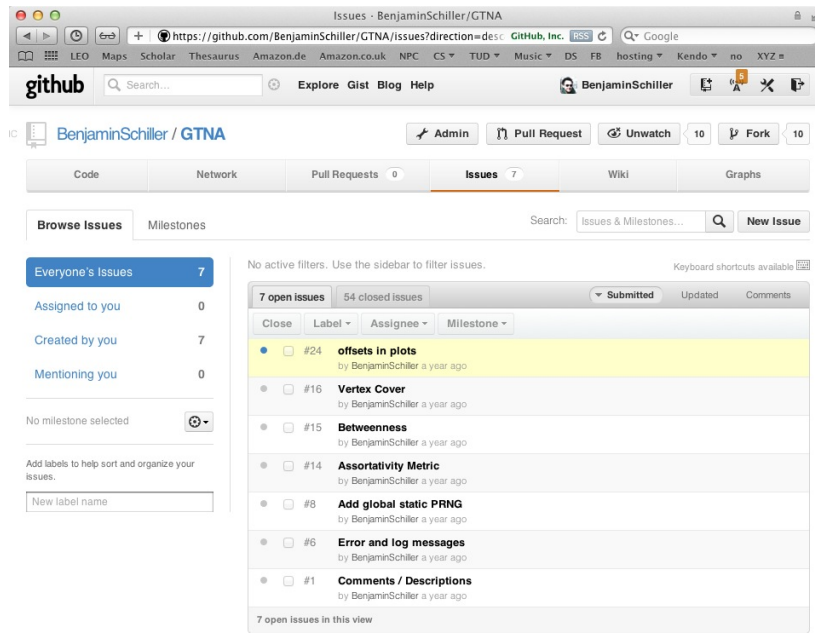 Issues · BenjaminSchiller/GTNA
https://github.com/BenjaminSchiller/GTNA/issues?direction=desc GitHub, Inc. RSS Google
LEO Maps Scholar Thesaurus Amazon.de Amazon.co.uk NPC CS TUD Music DS FB hosting Kendo no XYZ
github Search... Explore Gist Blog Help BenjaminSchiller 5
BenjaminSchiller / GTNA Admin Pull Request Unwatch 10 Fork 10
Code Network Pull Requests 0 Issues 7 Wiki Graphs
Browse Issues Milestones Search: Issues & Milestones... New Issue
Everyone's Issues 7
Assigned to you 0
Created by you 7
Mentioning you 0
No milestone selected
Add labels to help sort and organize your
issues.
New label name
No active filters. Use the sidebar to filter issues. Keyboard shortcuts available
7 open issues 54 closed issues Submitted Updated Comments
Close Label Assignee Milestone
#24 offsets in plots
by BenjaminSchiller a year ago
#16 Vertex Cover
by BenjaminSchiller a year ago
#15 Betweenness
by BenjaminSchiller a year ago
#14 Assortativity Metric
by BenjaminSchiller a year ago
#8 Add global static PRNG
by BenjaminSchiller a year ago
#6 Error and log messages
by BenjaminSchiller a year ago
#1 Comments / Descriptions
by BenjaminSchiller a year ago
7 open issues in this view